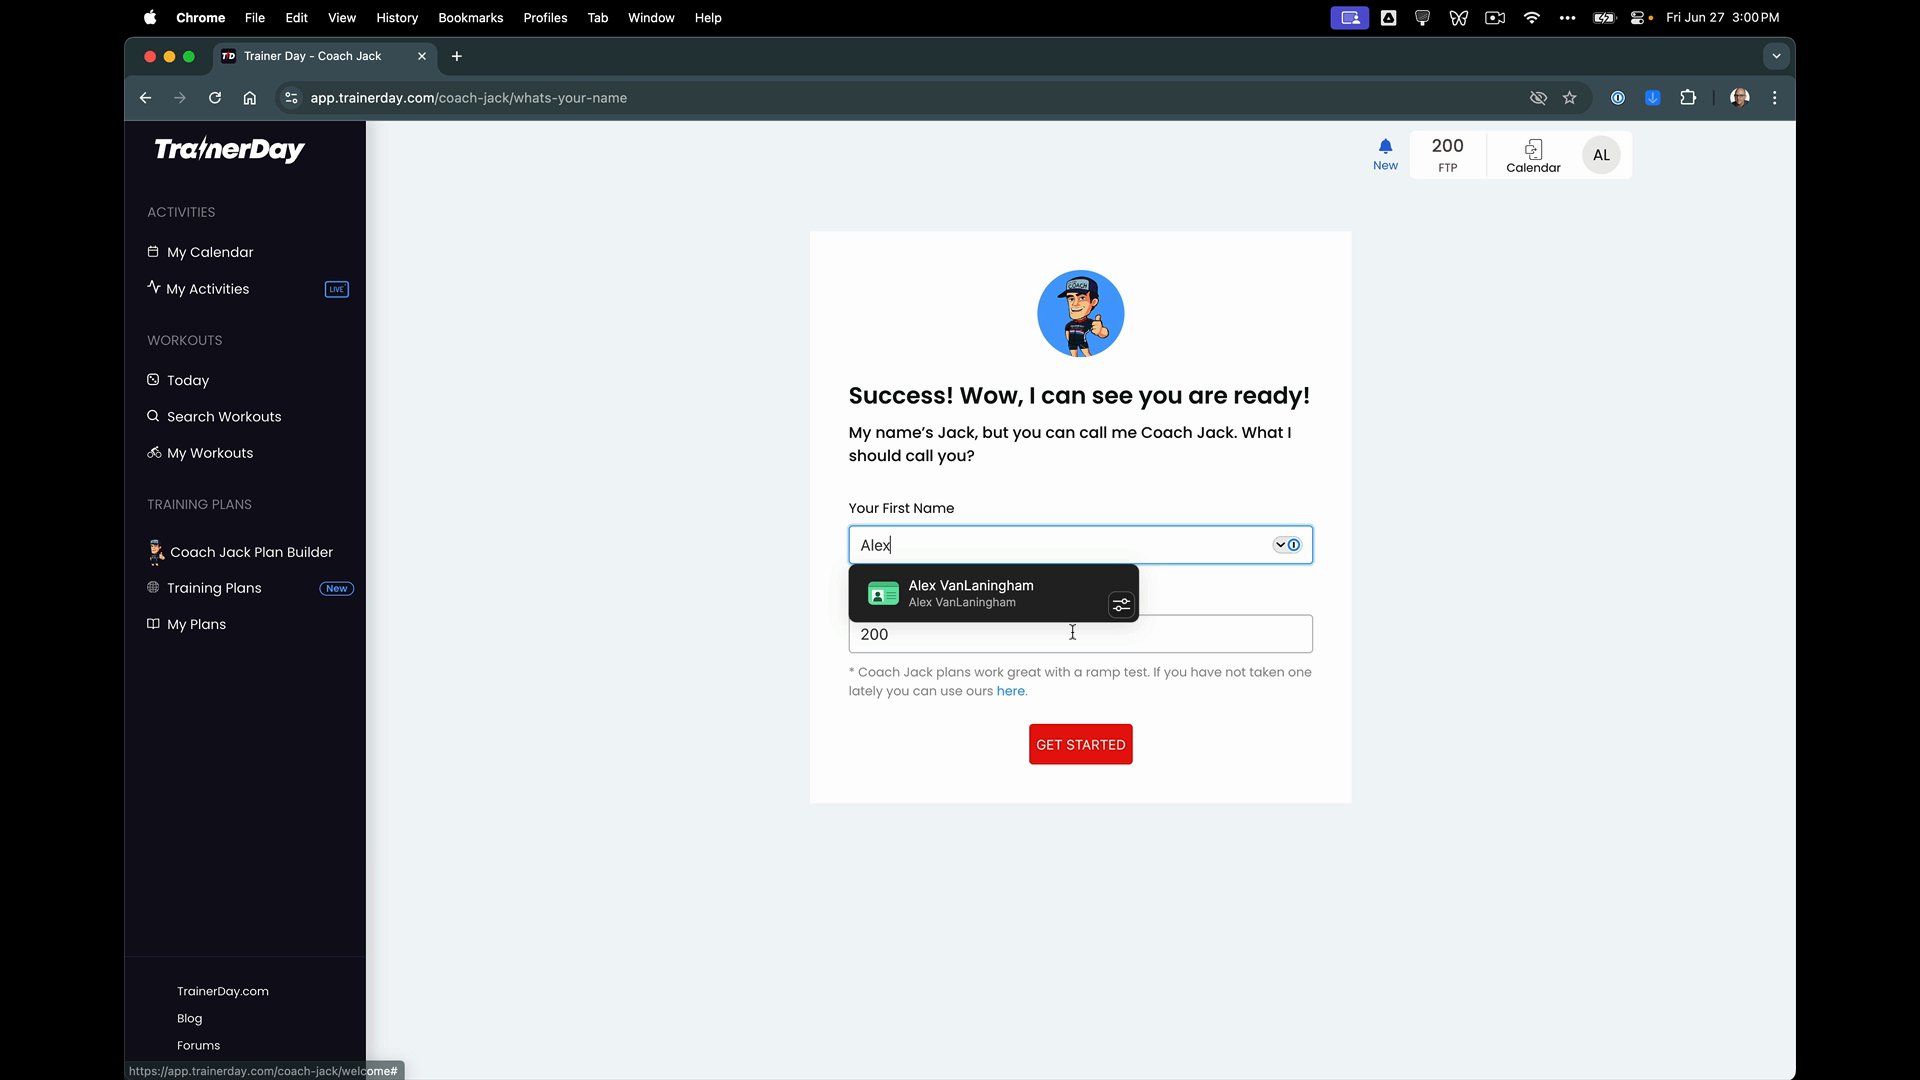 Chrome File Edit View History Bookmarks Profiles Tab Window Help Fri Jun 27 3:00 PM
Trainer Day - Coach Jack
app.trainerday.com/coach-jack/whats-your-name
TrainerDay
New
200
FTP
Calendar
AL
ACTIVITIES
My Calendar
My Activities LIVE
WORKOUTS
Today
Search Workouts
My Workouts
TRAINING PLANS
Coach Jack Plan Builder
Training Plans New
My Plans
TrainerDay.com
Blog
Forums
https://app.trainerday.com/coach-jack/welcome#
COACH
Success! Wow, I can see you are ready!
My name's Jack, but you can call me Coach Jack. What I
should call you?
Your First Name
Alex
Alex VanLaningham
Alex VanLaningham
200
* Coach Jack plans work great with a ramp test. If you have not taken one
lately you can use ours here.
GET STARTED